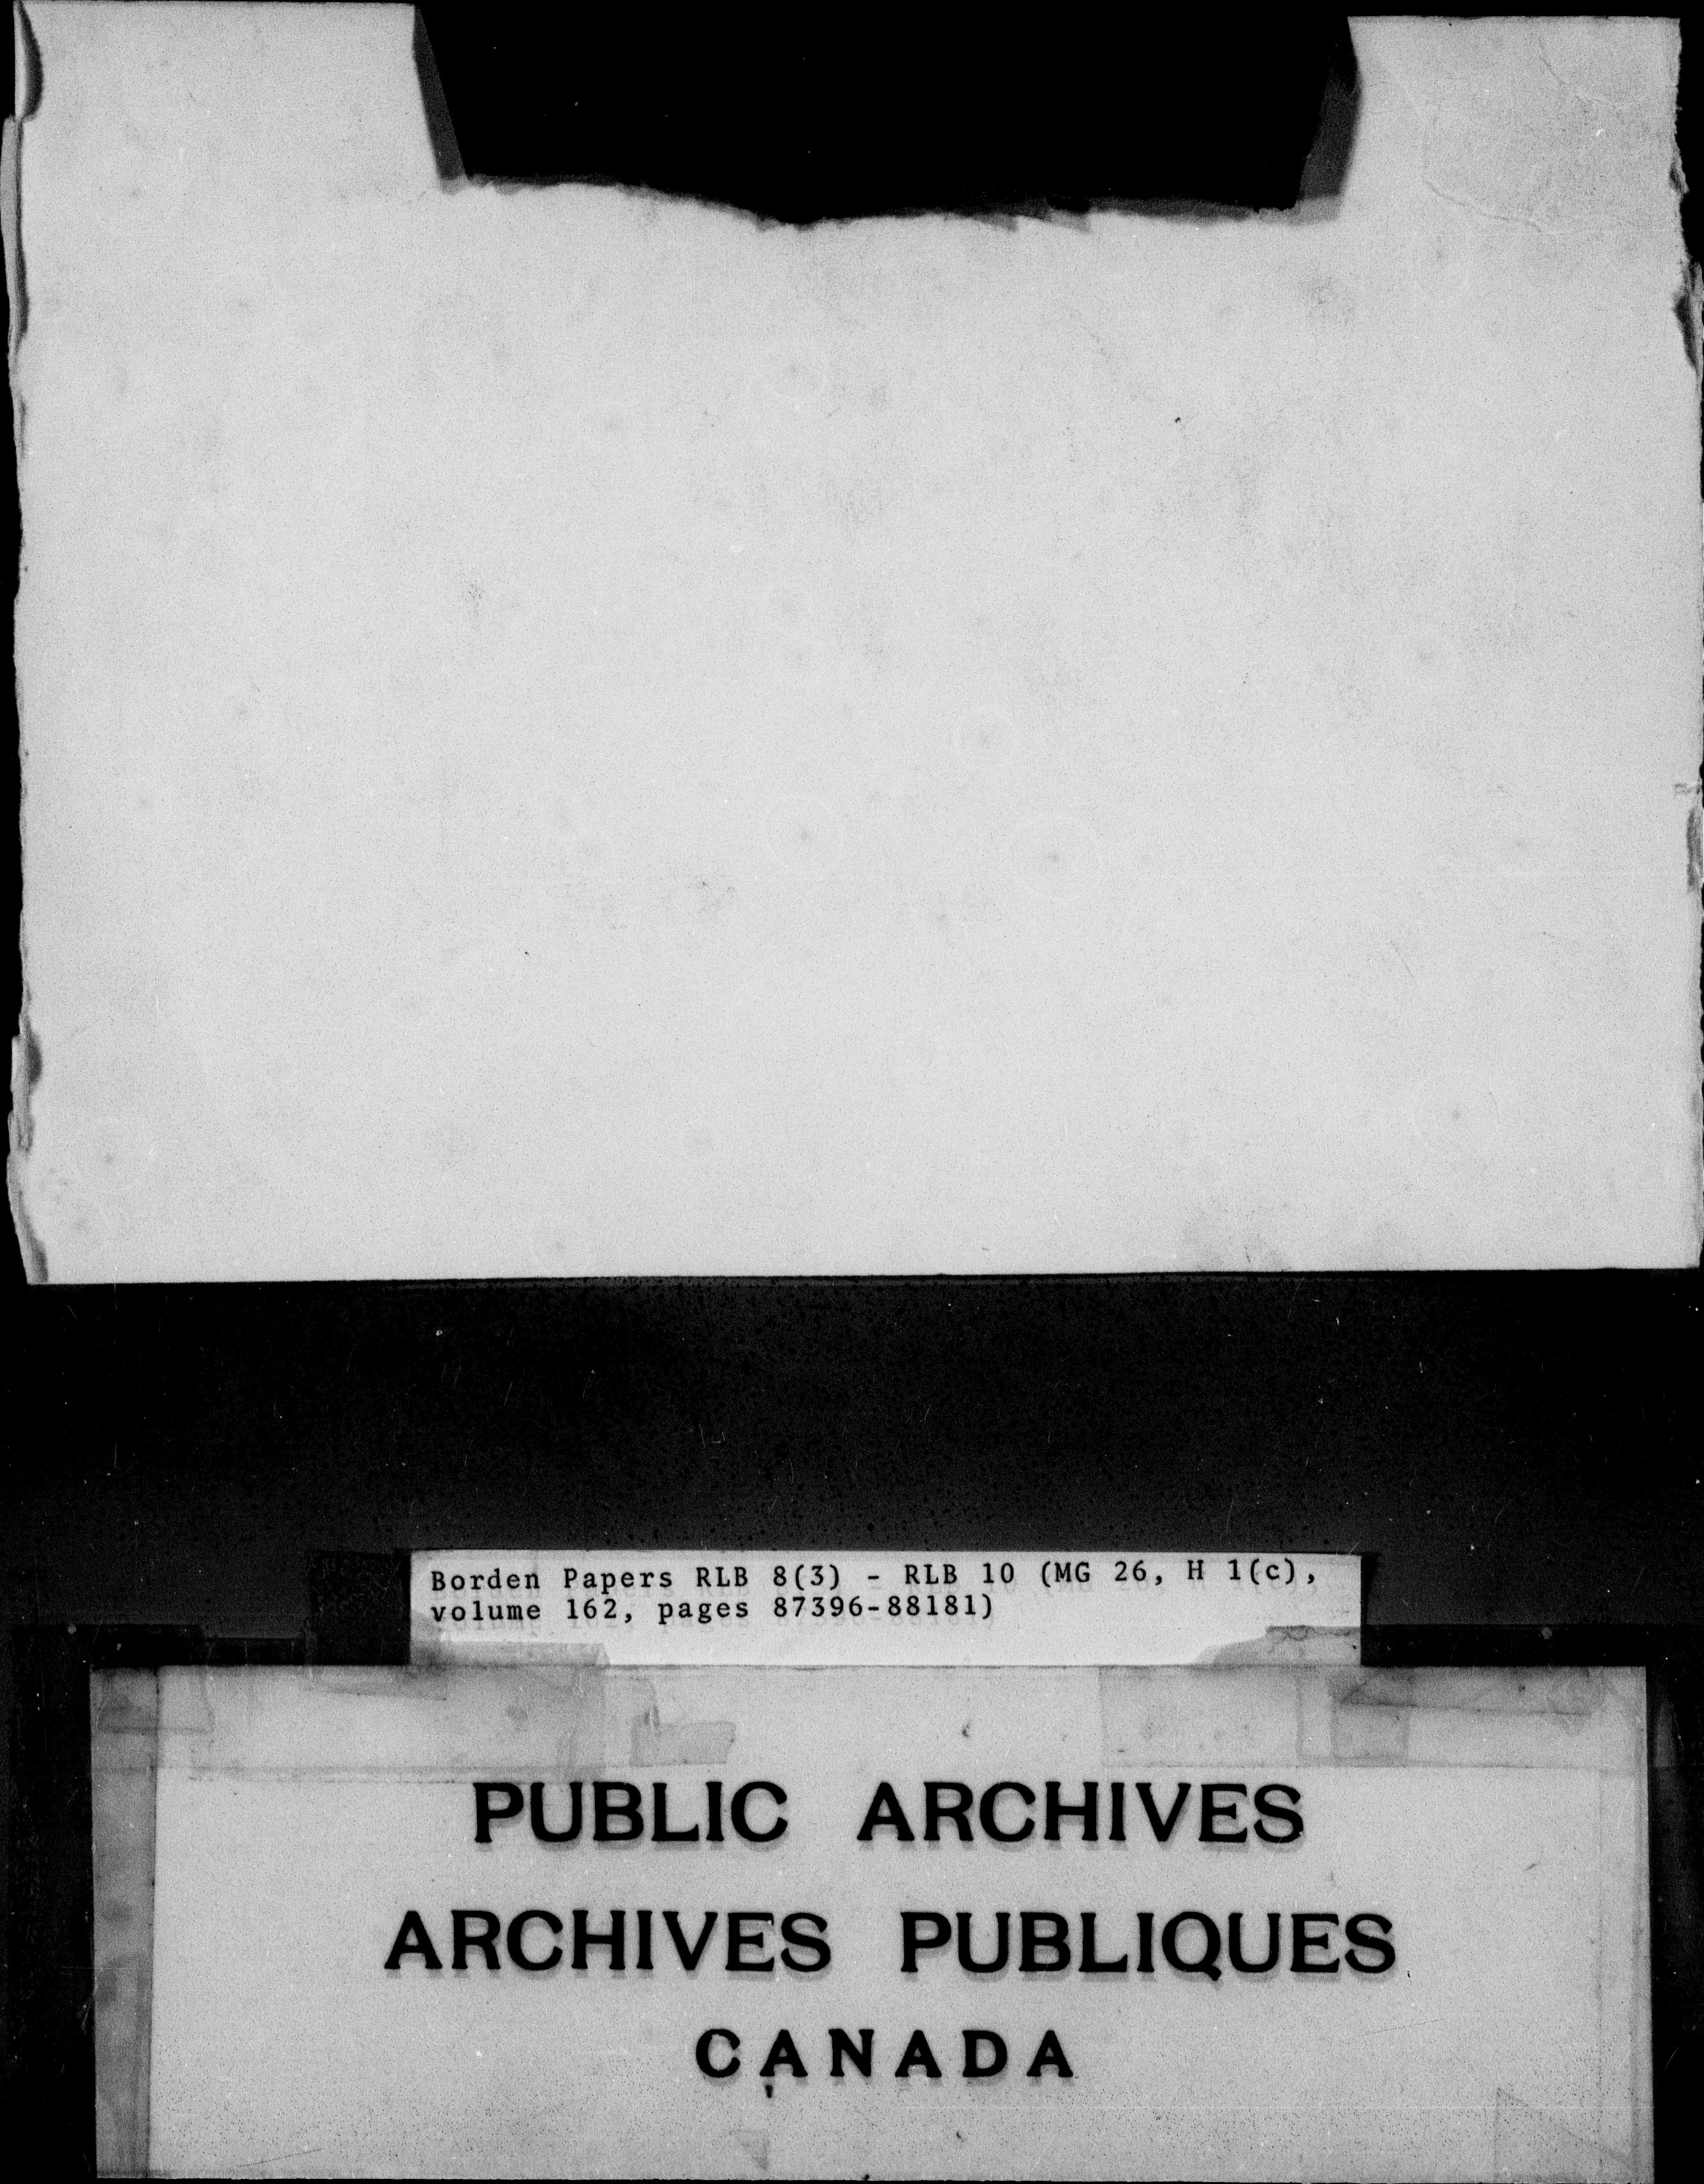 Borden Papers RLB 8(3) - RLB 10 (MG 26, H 1(c),
volume 162, pages 87396-88181)
PUBLIC ARCHIVES
ARCHIVES PUBLIQUES
CANADA